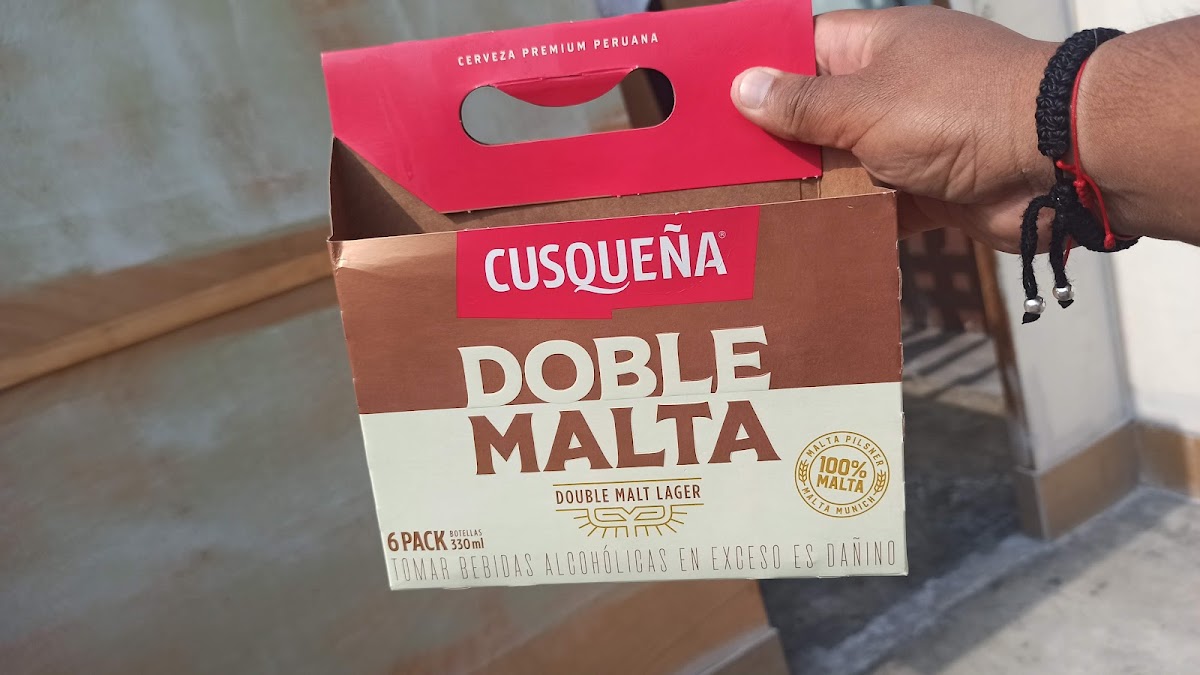 CERVEZA PREMIUM PERUANA
CUSQUEÑA®
DOBLE
MALTA
DOUBLE MALT LAGER
MALTA PILSNER
100%
MALTA
MALTA MUNICH
6 PACK BOTELLAS 330ml
TOMAR BEBIDAS ALCOHÓLICAS EN EXCESO ES DAÑINO